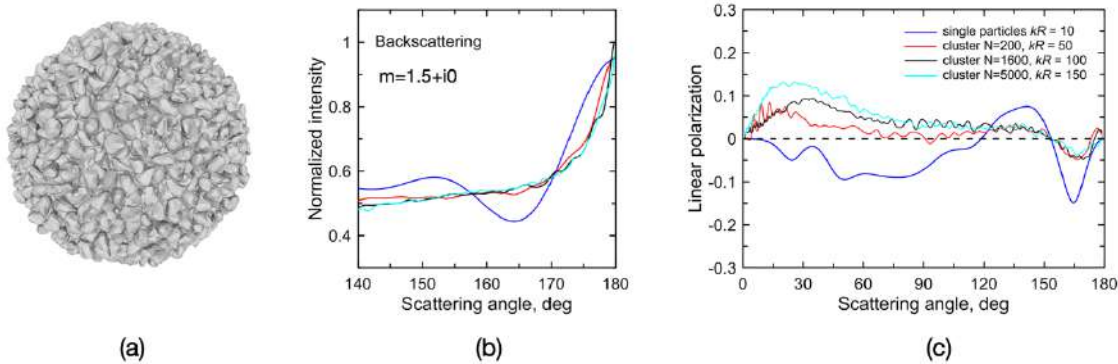 Backscattering
m=1.5+i0
Normalized intensity
1
0.8
0.6
0.4
140 150 160 170 180
Scattering angle, deg
single particles kR = 10
cluster N=200, kR = 50
cluster N=1600, kR = 100
cluster N=5000, kR = 150
Linear polarization
0.3
0.2
0.1
0
-0.1
-0.2
-0.3
0 30 60 90 120 150 180
Scattering angle, deg
(a) (b) (c)